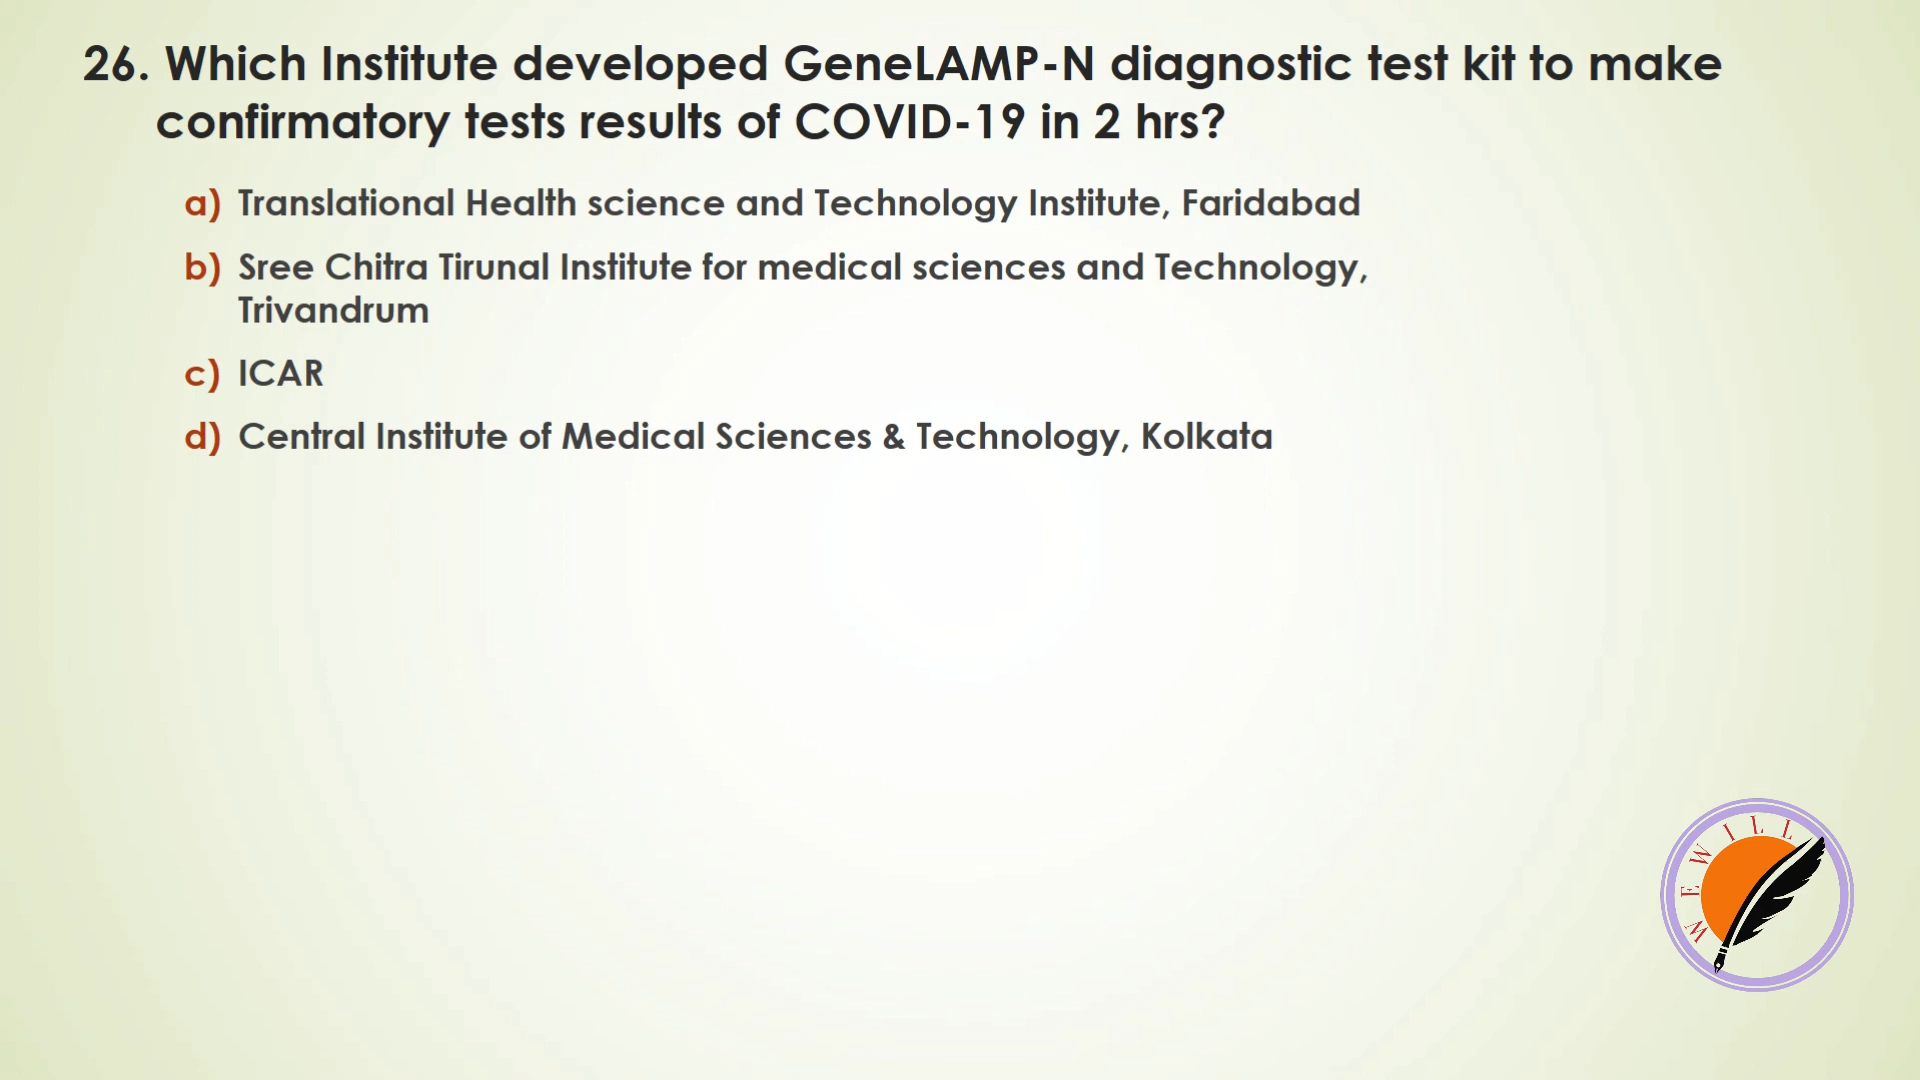 26. Which Institute developed GeneLAMP-N diagnostic test kit to make
confirmatory tests results of COVID-19 in 2 hrs?
a) Translational Health science and Technology Institute, Faridabad
b) Sree Chitra Tirunal Institute for medical sciences and Technology,
Trivandrum
c) ICAR
d) Central Institute of Medical Sciences & Technology, Kolkata
WE WILL